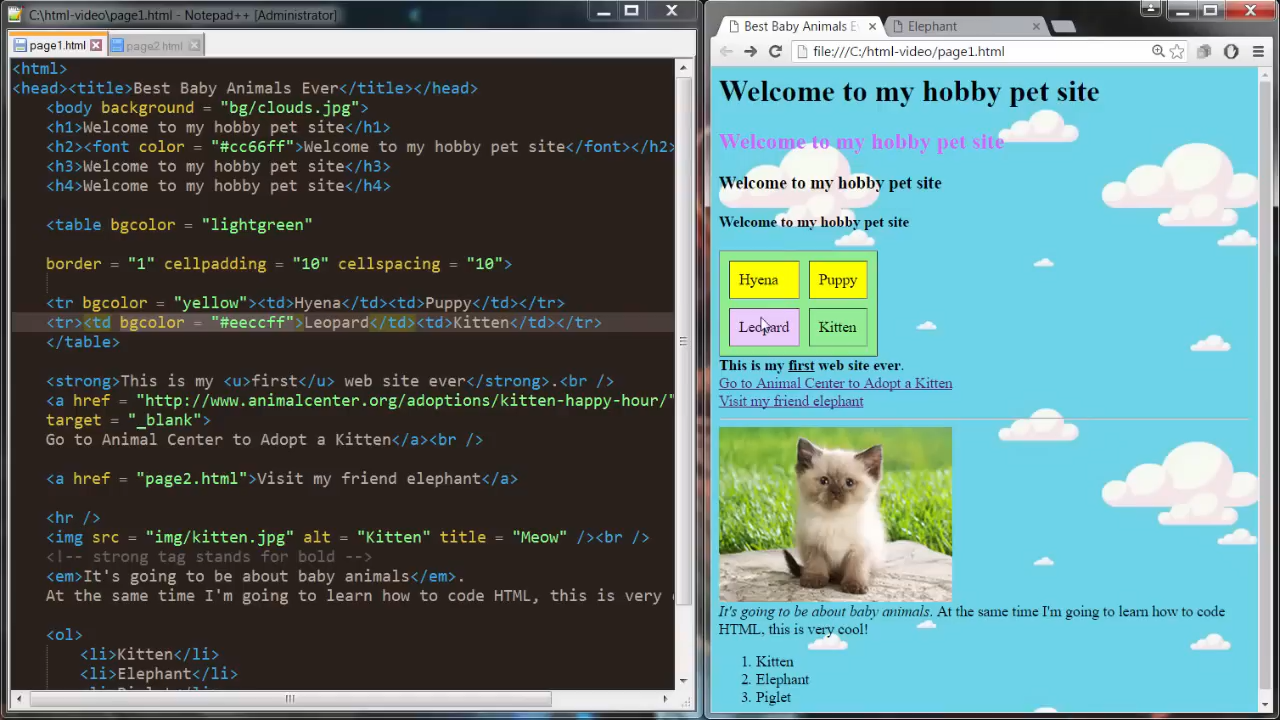 C:\html-video\page1.html - Notepad++ [Administrator]
page1.html
page2.html
<html>
<head><title>Best Baby Animals Ever</title></head>
<body background = "bg/clouds.jpg">
<h1>Welcome to my hobby pet site</h1>
<h2><font color = "#cc66ff">Welcome to my hobby pet site</font></h2>
<h3>Welcome to my hobby pet site</h3>
<h4>Welcome to my hobby pet site</h4>
<table bgcolor = "lightgreen"
border = "1" cellpadding = "10" cellspacing = "10">
<tr bgcolor = "yellow"><td>Hyena</td><td>Puppy</td></tr>
<tr><td bgcolor = "#eeccff">Leopard</td><td>Kitten</td></tr>
</table>
<strong>This is my <u>first</u> web site ever</strong>.<br />
<a href = "http://www.animalcenter.org/adoptions/kitten-happy-hour/"
target = "_blank">
Go to Animal Center to Adopt a Kitten</a><br />
<a href = "page2.html">Visit my friend elephant</a>
<hr />
<img src = "img/kitten.jpg" alt = "Kitten" title = "Meow" /><br />
<!-- strong tag stands for bold -->
<em>It's going to be about baby animals</em>.
At the same time I'm going to learn how to code HTML, this is very
<ol>
<li>Kitten</li>
<li>Elephant</li>
Best Baby Animals Ev
Elephant
file:///C:/html-video/page1.html
Welcome to my hobby pet site
Welcome to my hobby pet site
Welcome to my hobby pet site
Welcome to my hobby pet site
Hyena Puppy
Leopard Kitten
This is my first web site ever.
Go to Animal Center to Adopt a Kitten
Visit my friend elephant
It's going to be about baby animals. At the same time I'm going to learn how to code
HTML, this is very cool!
1. Kitten
2. Elephant
3. Piglet